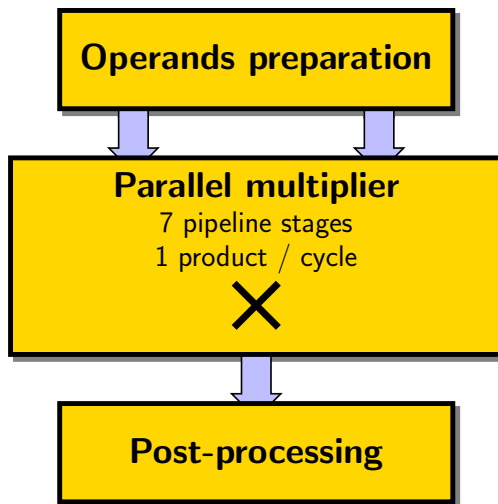 Operands preparation
Parallel multiplier
7 pipeline stages
1 product / cycle
Post-processing